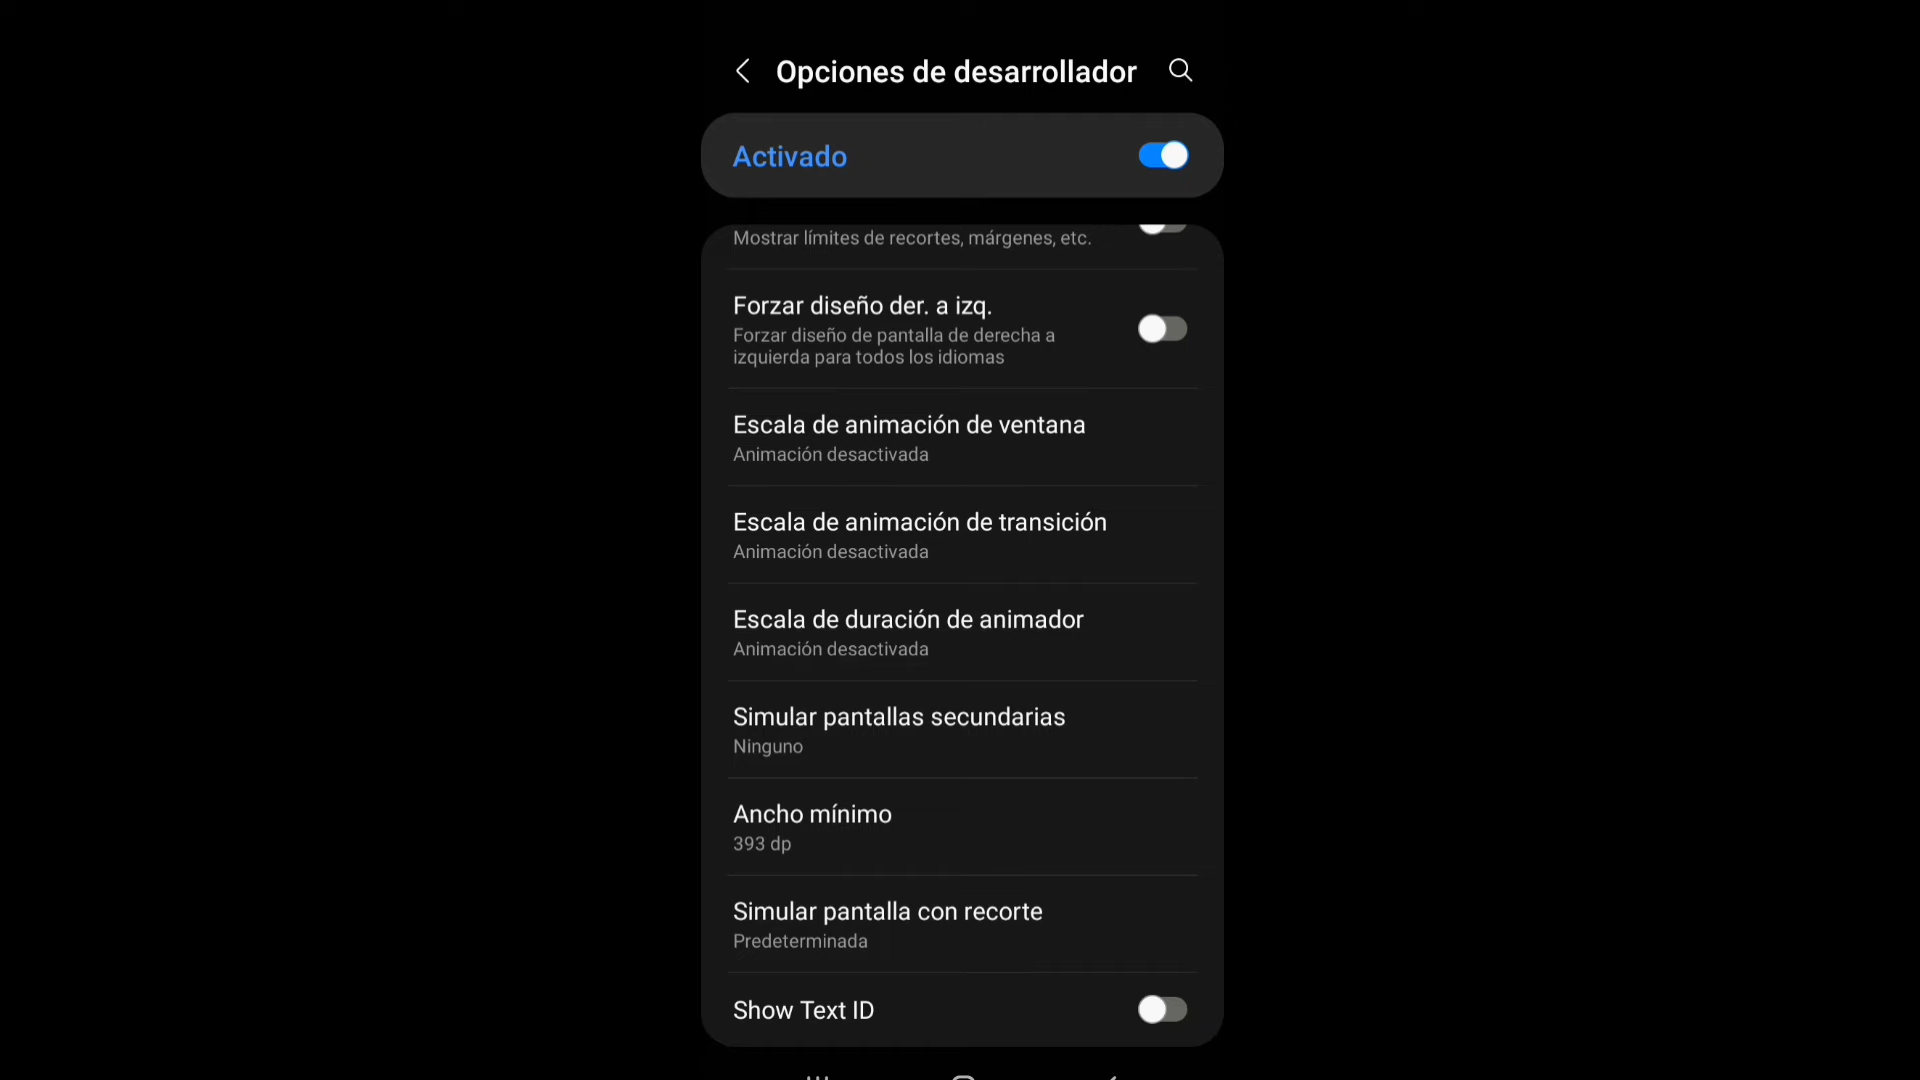 Opciones de desarrollador
Activado
Mostrar límites de recortes, márgenes, etc.
Forzar diseño der. a izq.
Forzar diseño de pantalla de derecha a
izquierda para todos los idiomas
Escala de animación de ventana
Animación desactivada
Escala de animación de transición
Animación desactivada
Escala de duración de animador
Animación desactivada
Simular pantallas secundarias
Ninguno
Ancho mínimo
393 dp
Simular pantalla con recorte
Predeterminada
Show Text ID